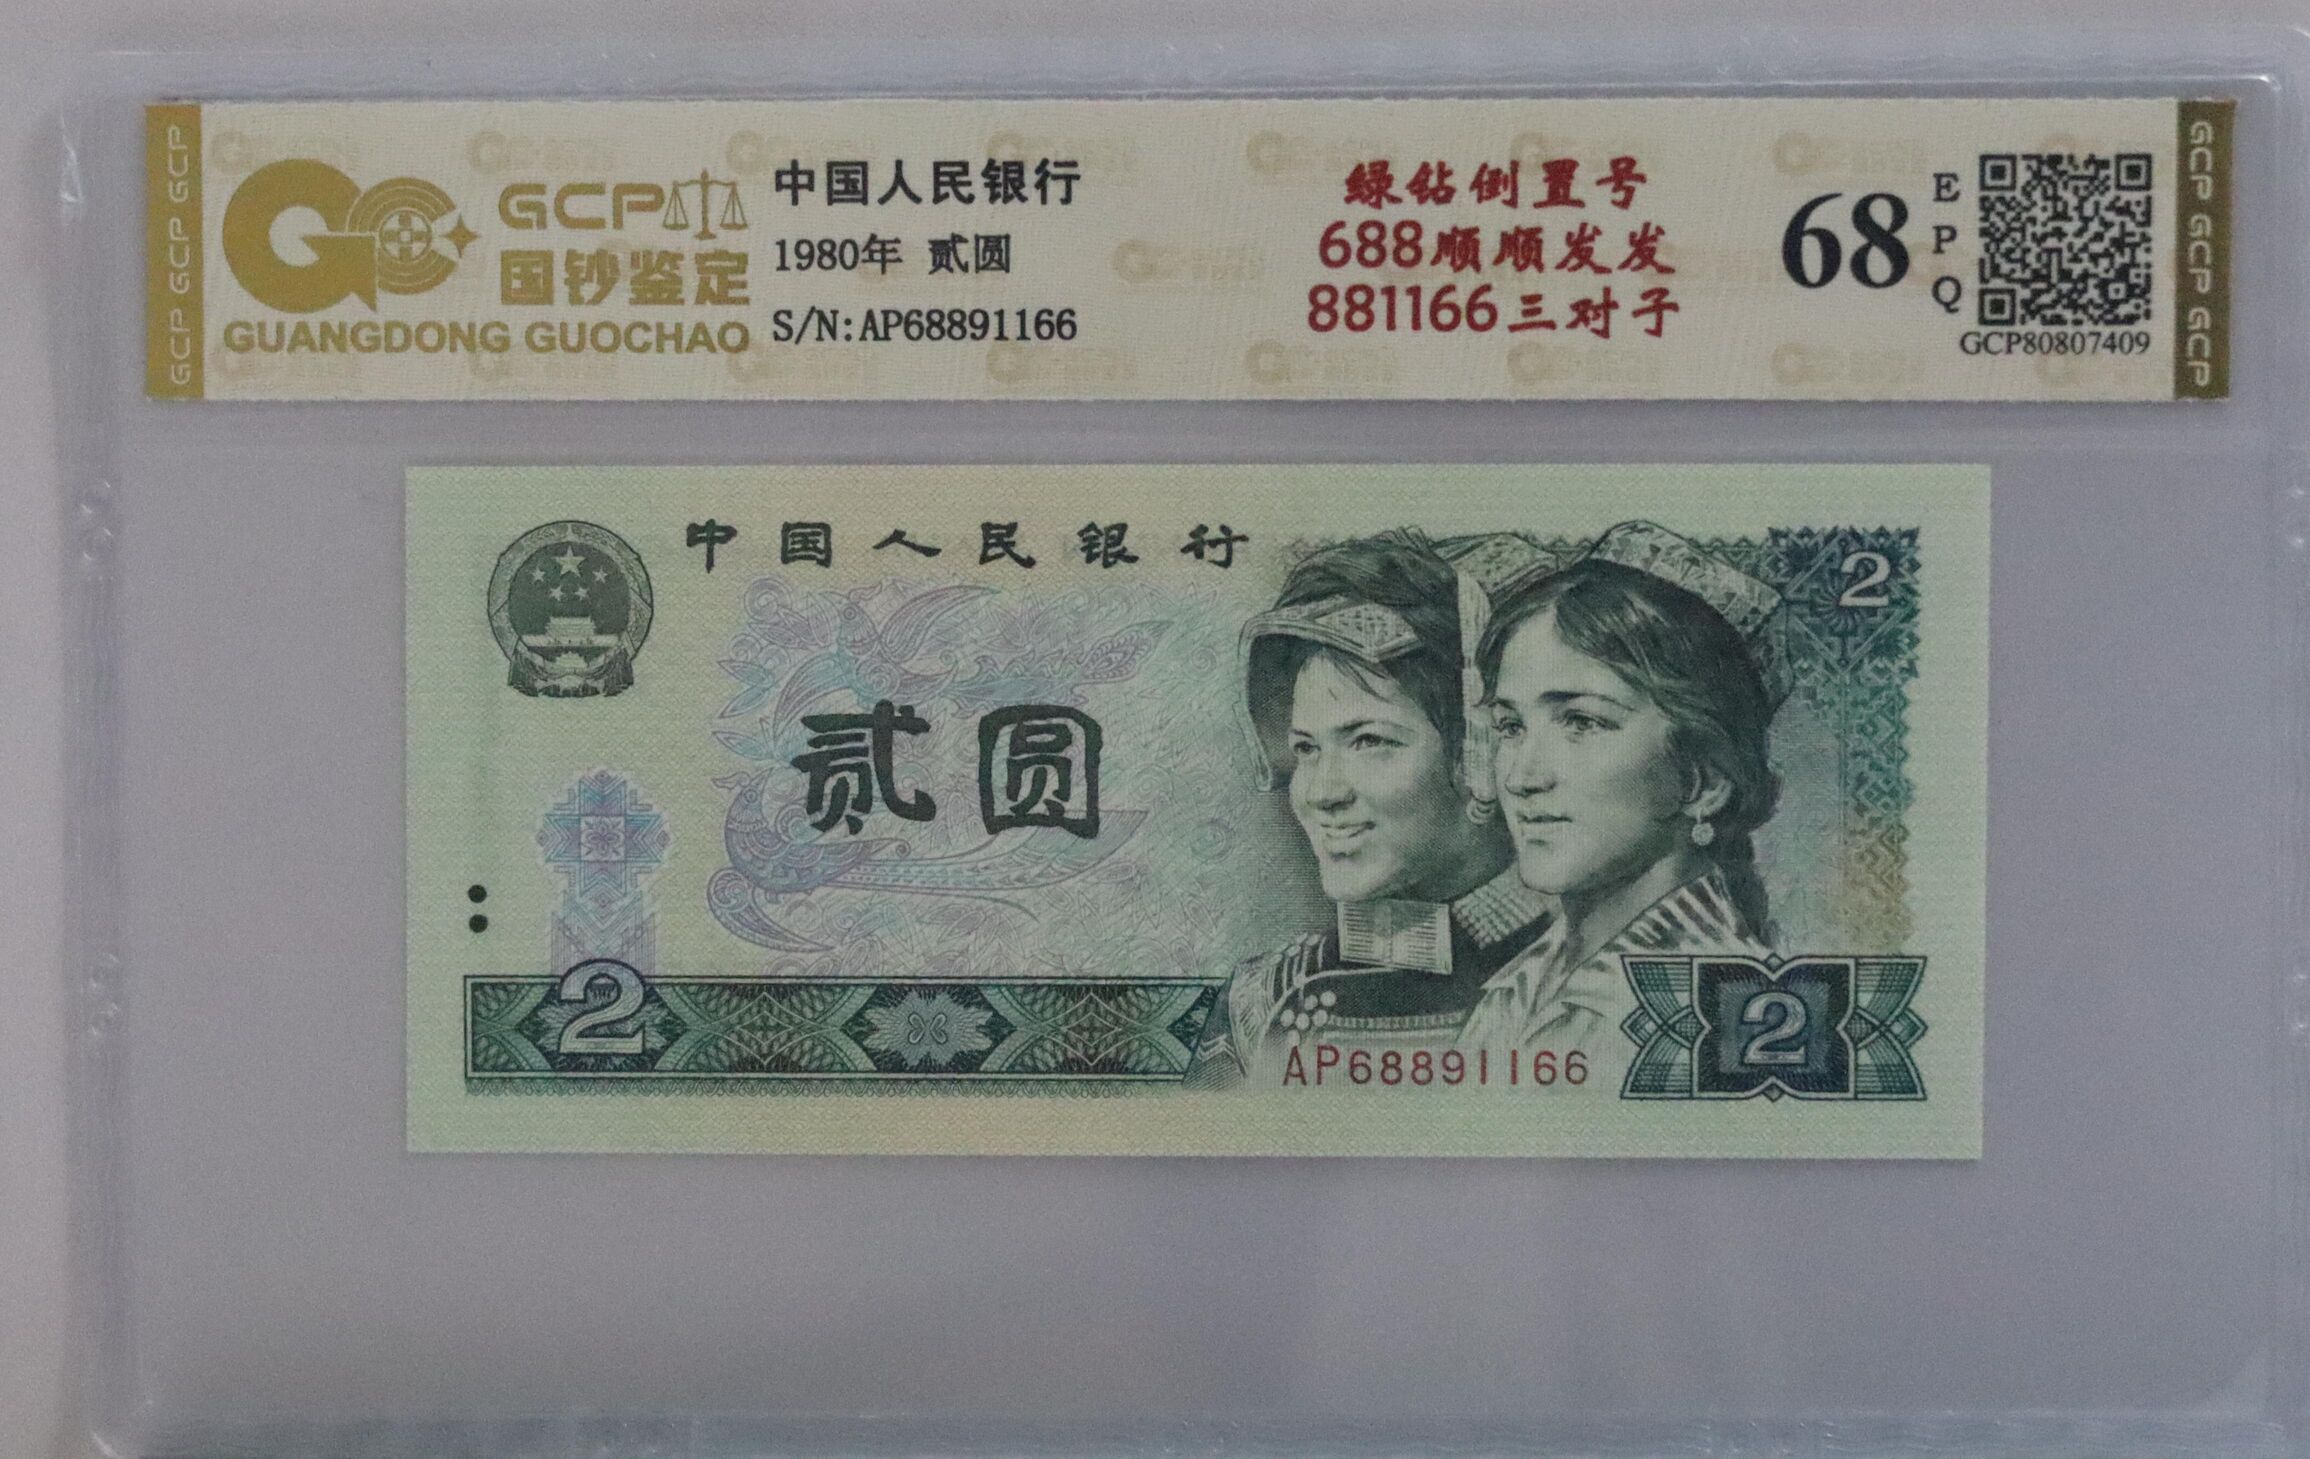 GCP GCP GCP
GCP
国钞鉴定
GUANGDONG GUOCHAO
中国人民银行
1980年 贰圆
S/N:AP68891166
绿钻倒置号
688顺顺发发
881166三对子
68
EPQ
GCP80807409
GCP GCP GCP
中国人民银行
2
贰圆
2
AP68891166
2